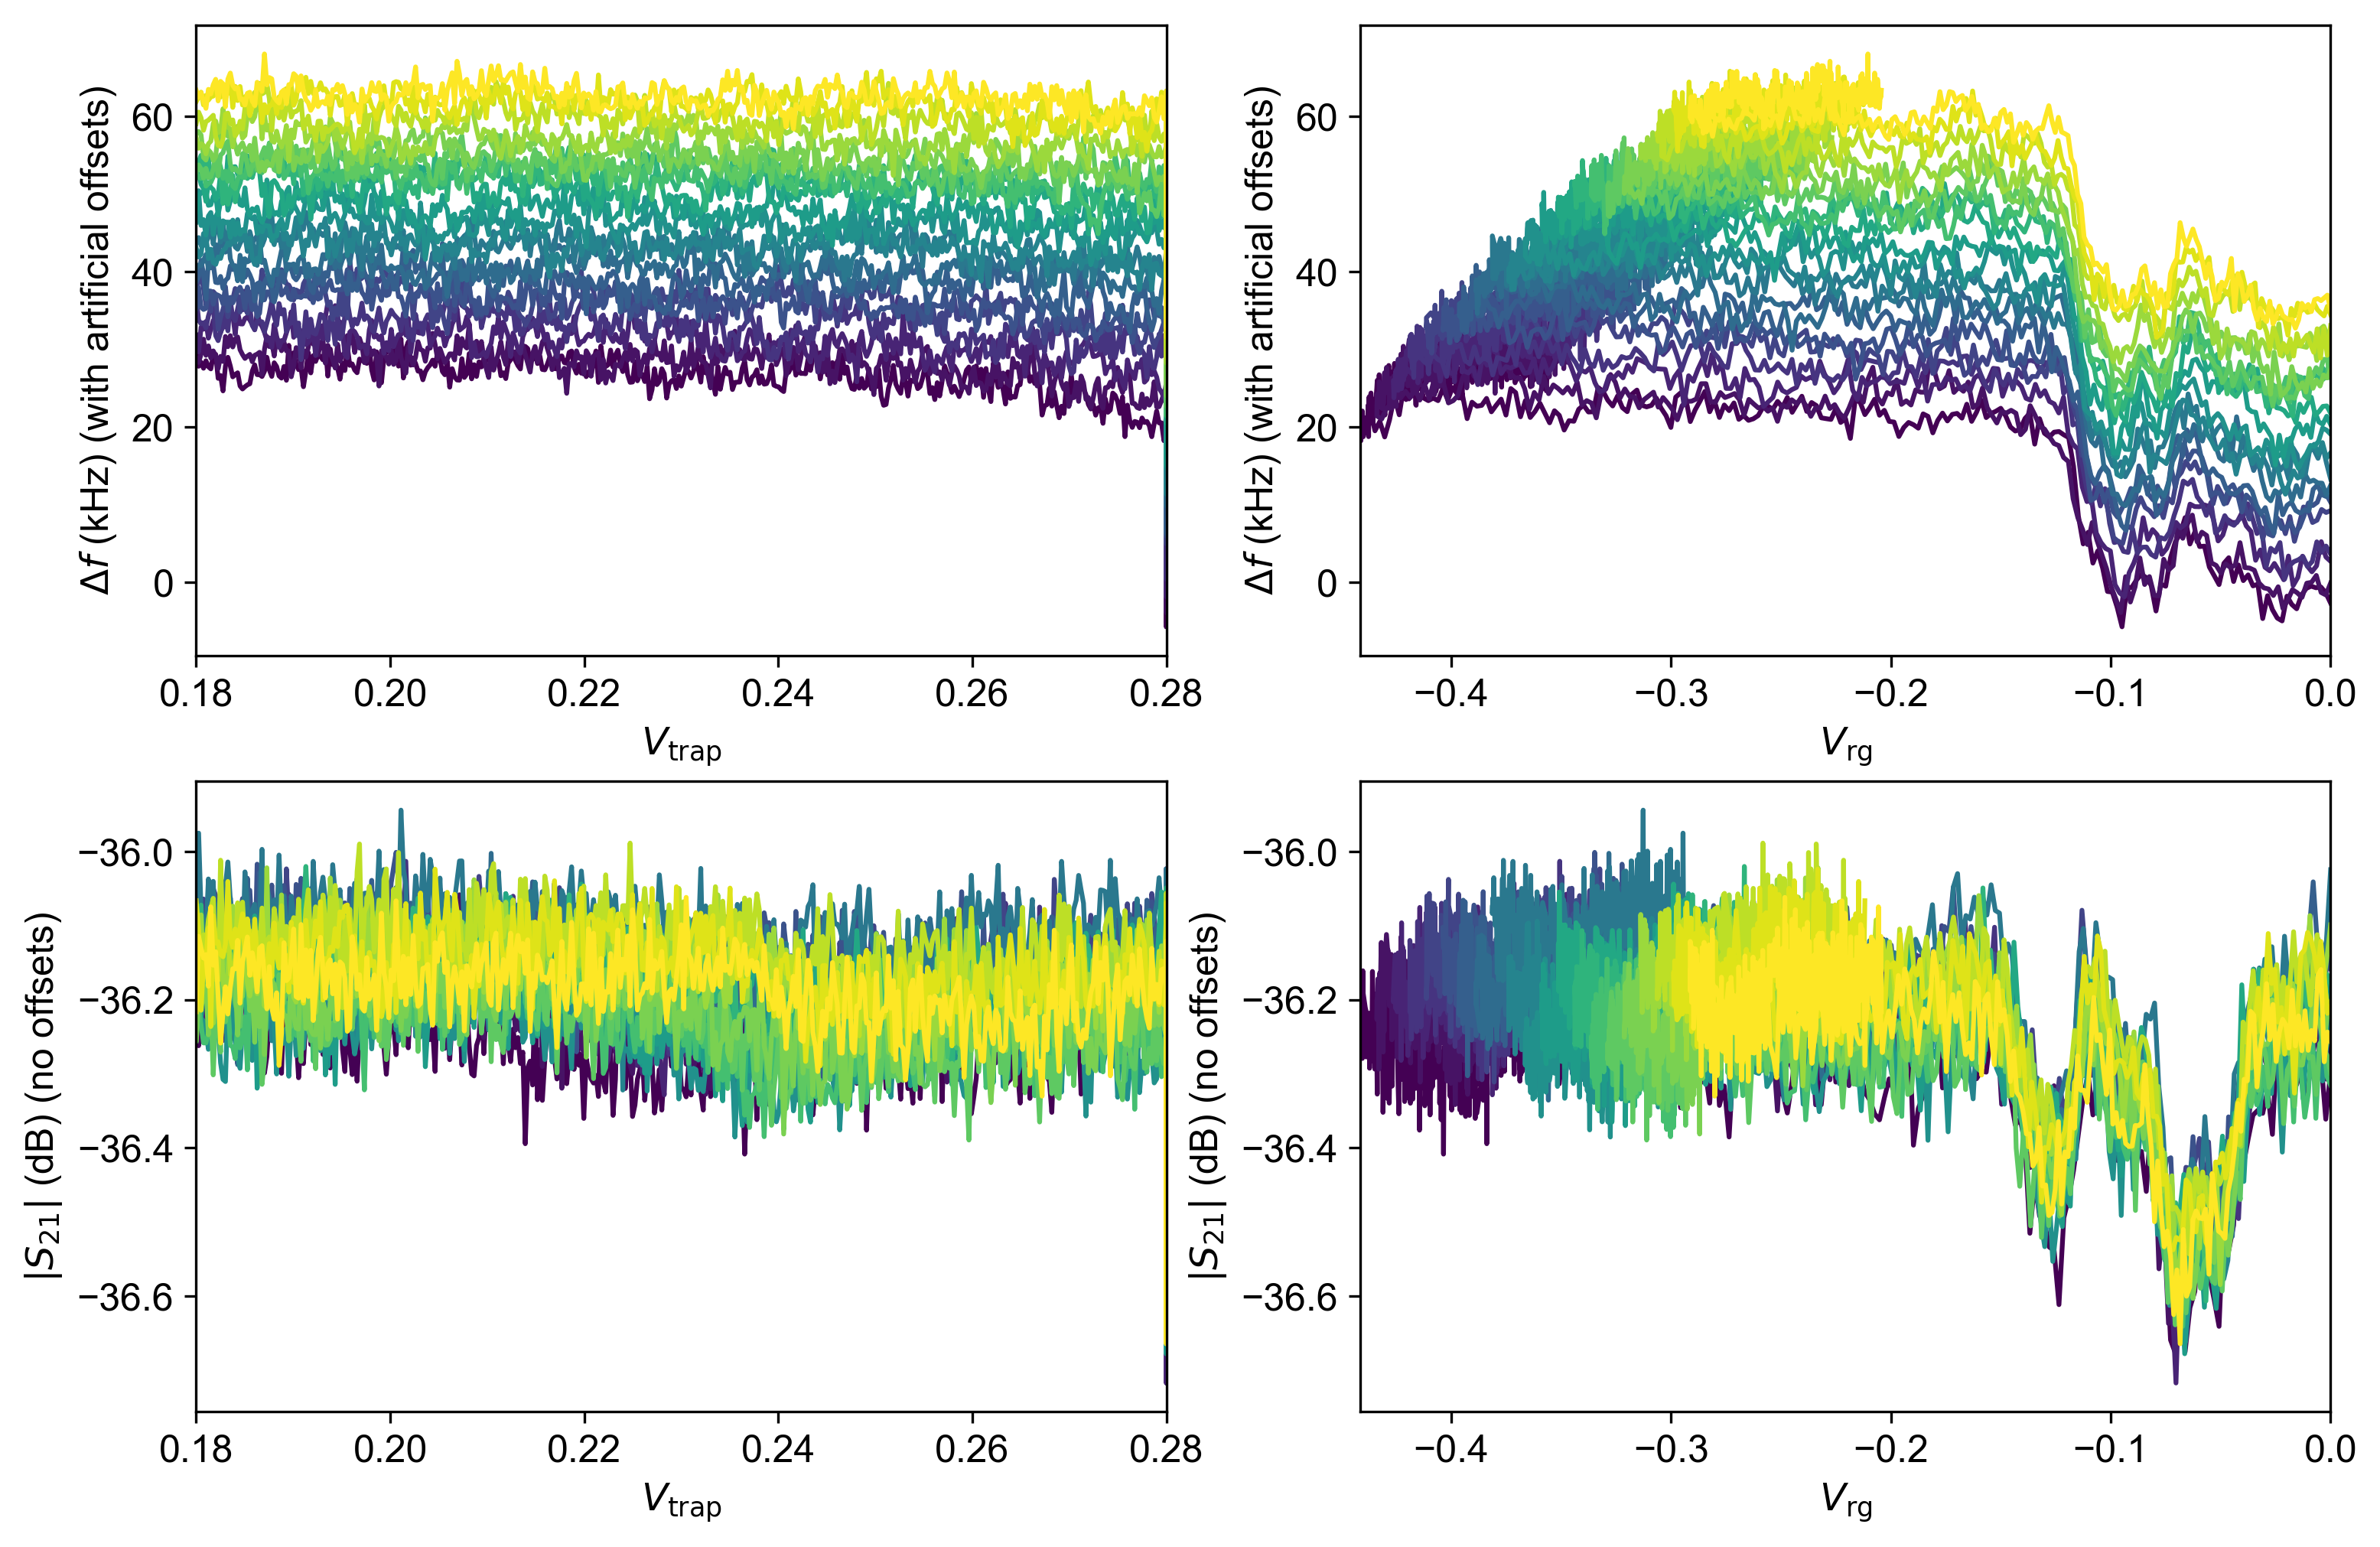 Δf (kHz) (with artificial offsets)
60
40
20
0
0.18 0.20 0.22 0.24 0.26 0.28
V_trap
Δf (kHz) (with artificial offsets)
60
40
20
0
−0.4 −0.3 −0.2 −0.1 0.0
V_rg
|S_21| (dB) (no offsets)
−36.0
−36.2
−36.4
−36.6
0.18 0.20 0.22 0.24 0.26 0.28
V_trap
|S_21| (dB) (no offsets)
−36.0
−36.2
−36.4
−36.6
−0.4 −0.3 −0.2 −0.1 0.0
V_rg